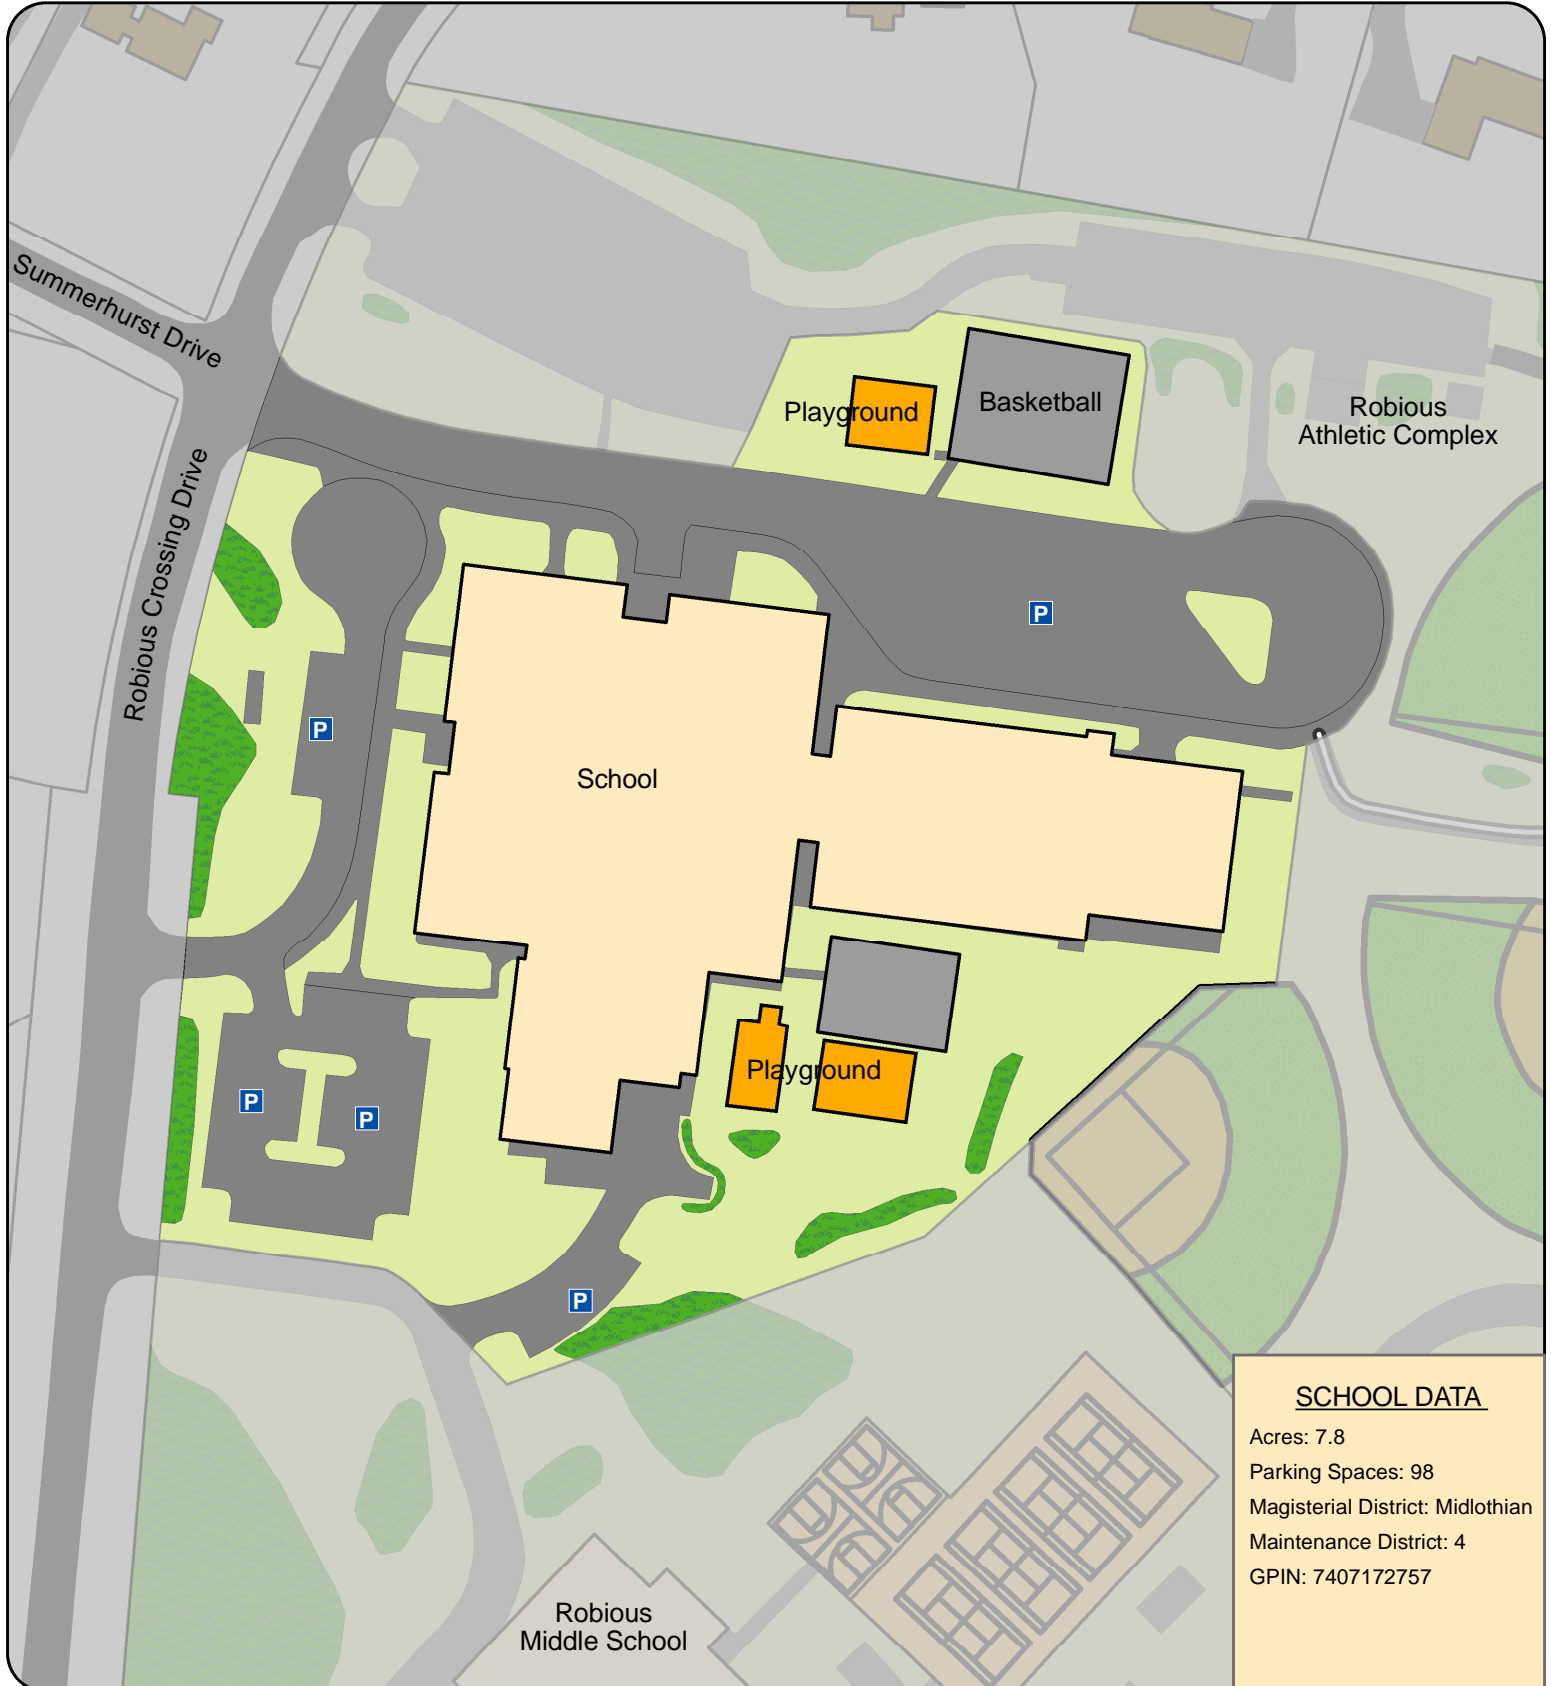 Summerhurst Drive
Robious Crossing Drive
Playground
Basketball
Robious
Athletic Complex
P
P
School
Playground
P
P
P
SCHOOL DATA
Acres: 7.8
Parking Spaces: 98
Magisterial District: Midlothian
Maintenance District: 4
GPIN: 7407172757
Robious
Middle School